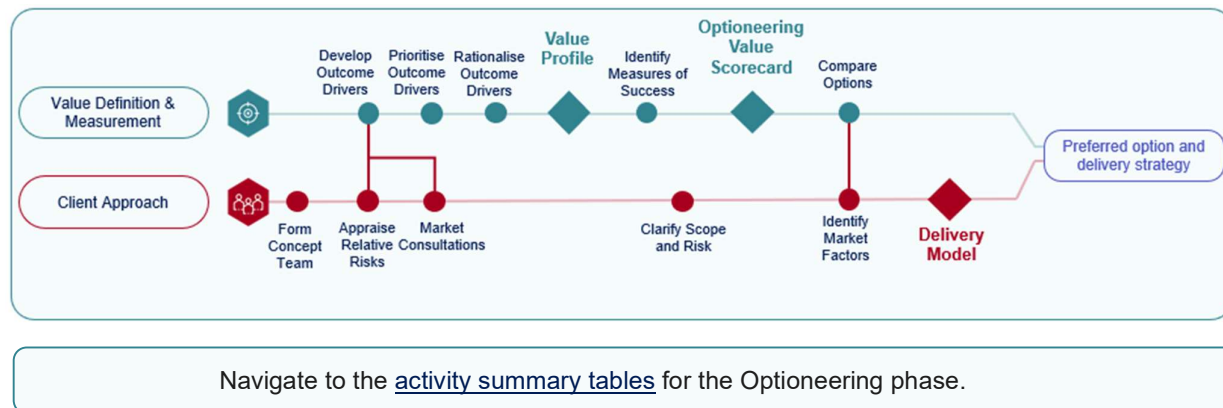 Value Definition &
Measurement
Develop
Outcome
Drivers
Prioritise
Outcome
Drivers
Rationalise
Outcome
Drivers
Value
Profile
Identify
Measures of
Success
Optioneering
Value
Scorecard
Compare
Options
Preferred option and
delivery strategy
Client Approach
Form
Concept
Team
Appraise
Relative
Risks
Market
Consultations
Clarify Scope
and Risk
Identify
Market
Factors
Delivery
Model
Navigate to the activity summary tables for the Optioneering phase.